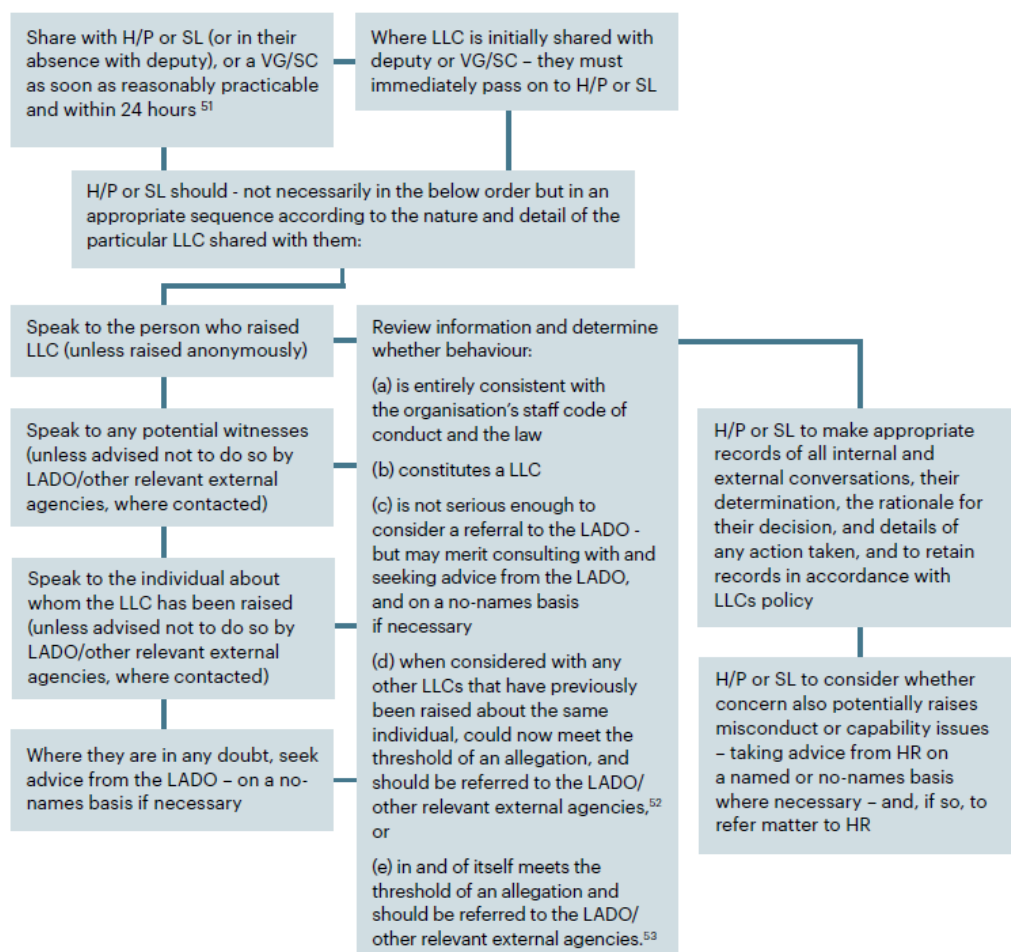 Share with H/P or SL (or in their
absence with deputy), or a VG/SC
as soon as reasonably practicable
and within 24 hours 51
Where LLC is initially shared with
deputy or VG/SC – they must
immediately pass on to H/P or SL
H/P or SL should - not necessarily in the below order but in an
appropriate sequence according to the nature and detail of the
particular LLC shared with them:
Speak to the person who raised
LLC (unless raised anonymously)
Speak to any potential witnesses
(unless advised not to do so by
LADO/other relevant external
agencies, where contacted)
Speak to the individual about
whom the LLC has been raised
(unless advised not to do so by
LADO/other relevant external
agencies, where contacted)
Where they are in any doubt, seek
advice from the LADO – on a no-
names basis if necessary
Review information and determine
whether behaviour:
(a) is entirely consistent with
the organisation's staff code of
conduct and the law
(b) constitutes a LLC
(c) is not serious enough to
consider a referral to the LADO -
but may merit consulting with and
seeking advice from the LADO,
and on a no-names basis
if necessary
(d) when considered with any
other LLCs that have previously
been raised about the same
individual, could now meet the
threshold of an allegation, and
should be referred to the LADO/
other relevant external agencies,52
or
(e) in and of itself meets the
threshold of an allegation and
should be referred to the LADO/
other relevant external agencies.53
H/P or SL to make appropriate
records of all internal and
external conversations, their
determination, the rationale for
their decision, and details of
any action taken, and to retain
records in accordance with
LLCs policy
H/P or SL to consider whether
concern also potentially raises
misconduct or capability issues
– taking advice from HR on
a named or no-names basis
where necessary – and, if so, to
refer matter to HR